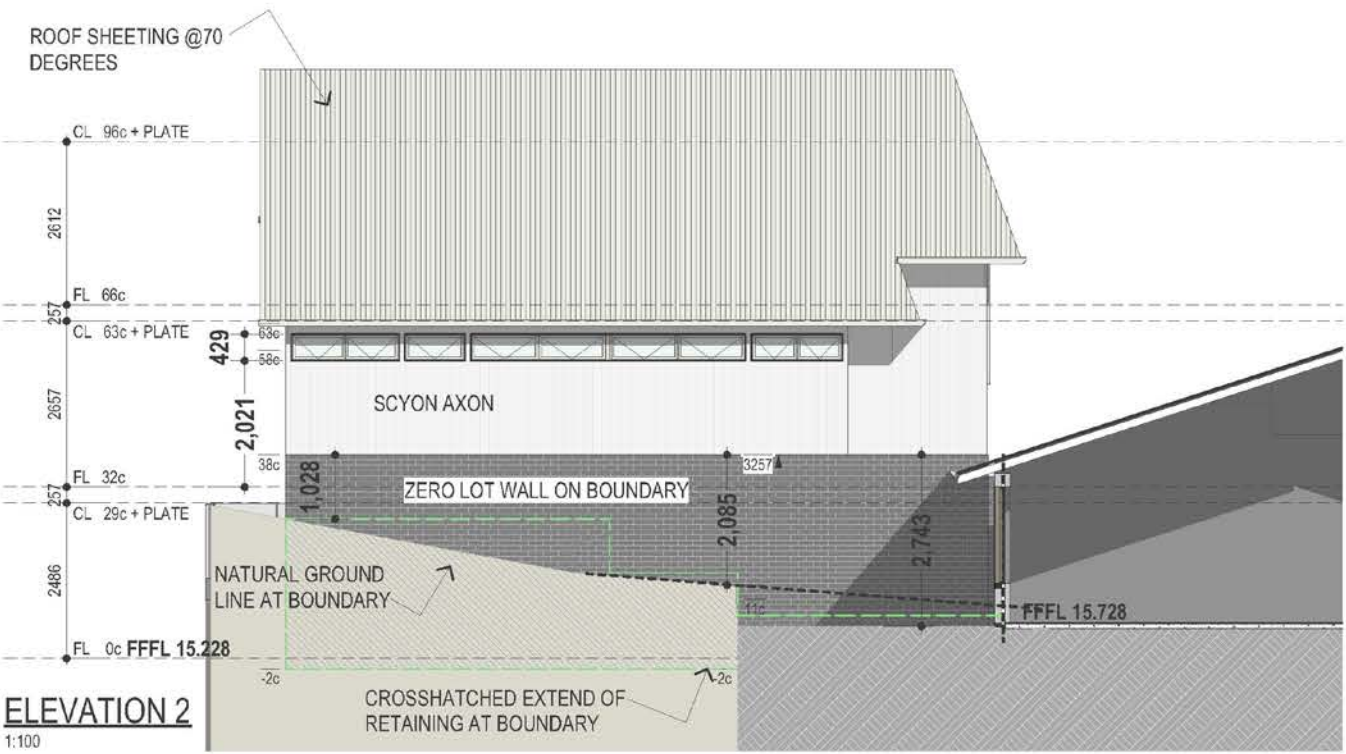 ROOF SHEETING @70
DEGREES
CL 96c + PLATE
2612
FL 66c
257
CL 63c + PLATE
429
63c
58c
2657
2,021
SCYON AXON
38c
1,028
3257
FL 32c
257
CL 29c + PLATE
ZERO LOT WALL ON BOUNDARY
2,085
2,743
2486
NATURAL GROUND
LINE AT BOUNDARY
11c
FFFL 15.728
FL 0c FFFL 15.228
-2c
-2c
CROSSHATCHED EXTEND OF
RETAINING AT BOUNDARY
ELEVATION 2
1:100